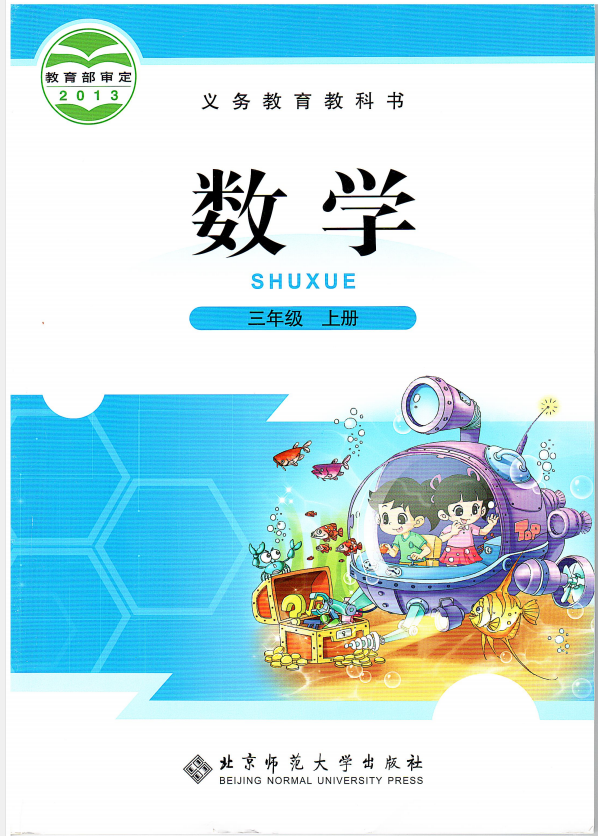 教育部审定
2013
义务教育教科书
数学
SHUXUE
三年级 上册
TOP
北京师范大学出版社
BEIJING NORMAL UNIVERSITY PRESS